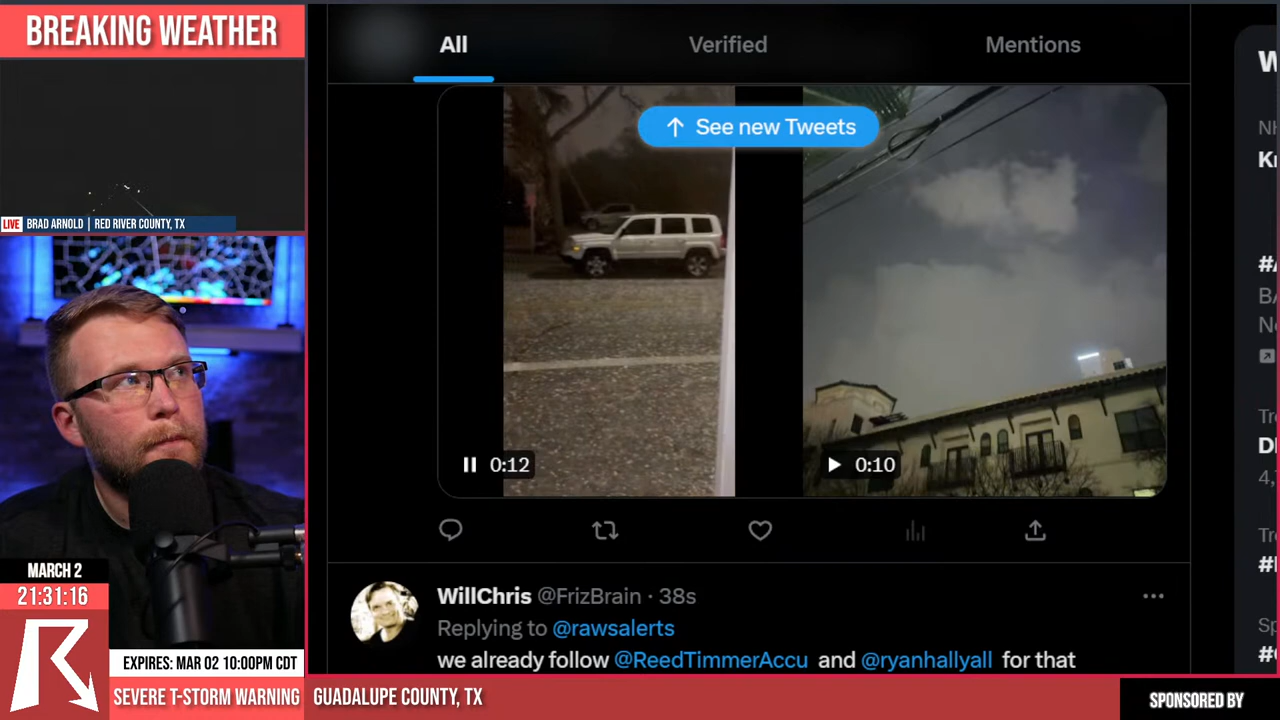 BREAKING WEATHER
LIVE BRAD ARNOLD | RED RIVER COUNTY, TX
All Verified Mentions
See new Tweets
0:12
0:10
WillChris @FrizBrain · 38s
Replying to @rawsalerts
we already follow @ReedTimmerAccu and @ryanhallyall for that
MARCH 2
21:31:16
EXPIRES: MAR 02 10:00PM CDT
SEVERE T-STORM WARNING
GUADALUPE COUNTY, TX
SPONSORED BY